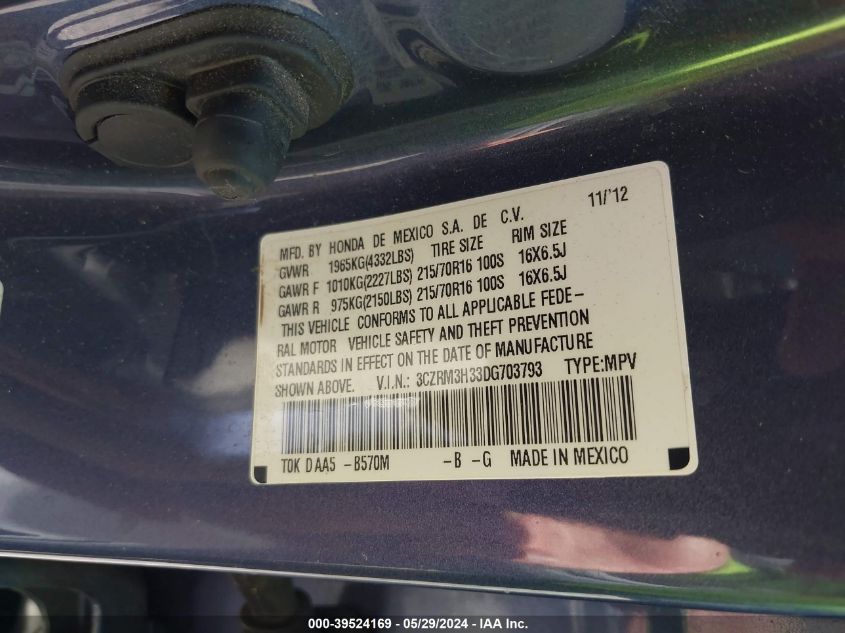 11/'12
MFD. BY HONDA DE MEXICO S.A. DE C.V.
GVWR 1965KG(4332LBS) TIRE SIZE RIM SIZE
GAWR F 1010KG(2227LBS) 215/70R16 100S 16X6.5J
GAWR R 975KG(2150LBS) 215/70R16 100S 16X6.5J
THIS VEHICLE CONFORMS TO ALL APPLICABLE FEDE-
RAL MOTOR VEHICLE SAFETY AND THEFT PREVENTION
STANDARDS IN EFFECT ON THE DATE OF MANUFACTURE
SHOWN ABOVE. V.I.N.: 3CZRM3H33DG703793 TYPE:MPV
T0K D AA5 -B570M -B -G MADE IN MEXICO
000-39524169 - 05/29/2024 - IAA Inc.